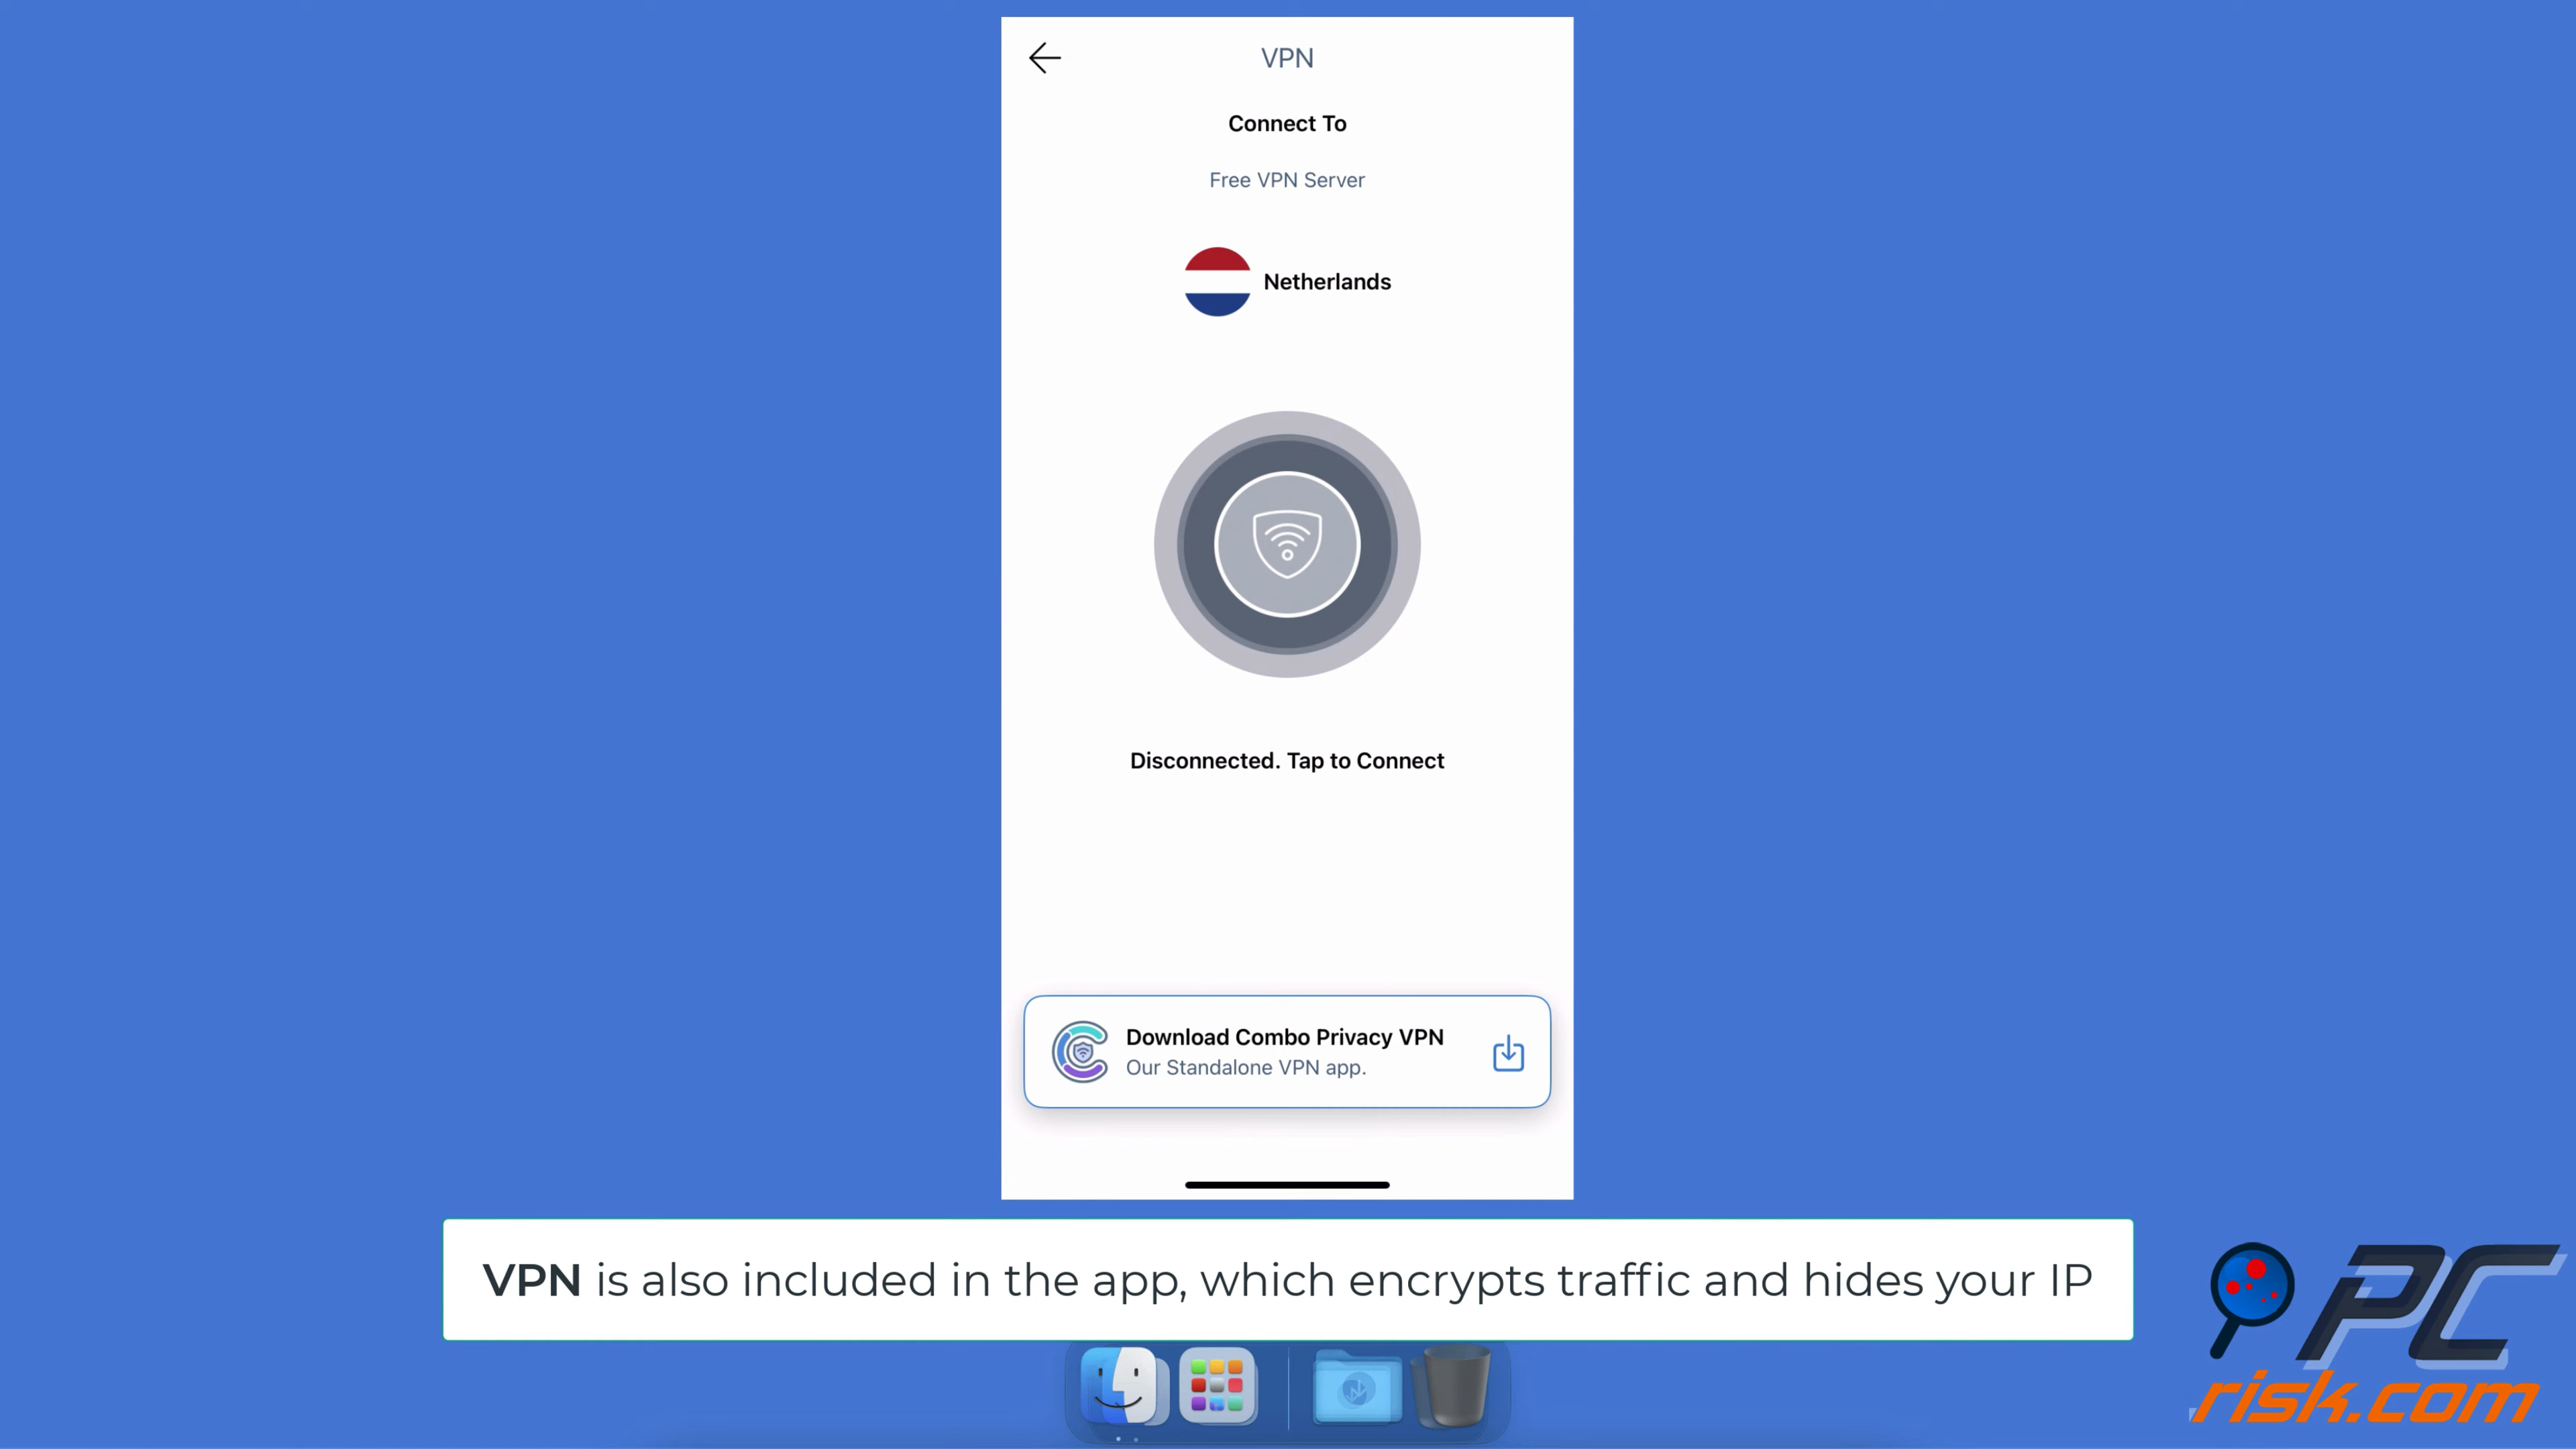 VPN
Connect To
Free VPN Server
Netherlands
Disconnected. Tap to Connect
Download Combo Privacy VPN
Our Standalone VPN app.
VPN is also included in the app, which encrypts traffic and hides your IP
PC
risk.com